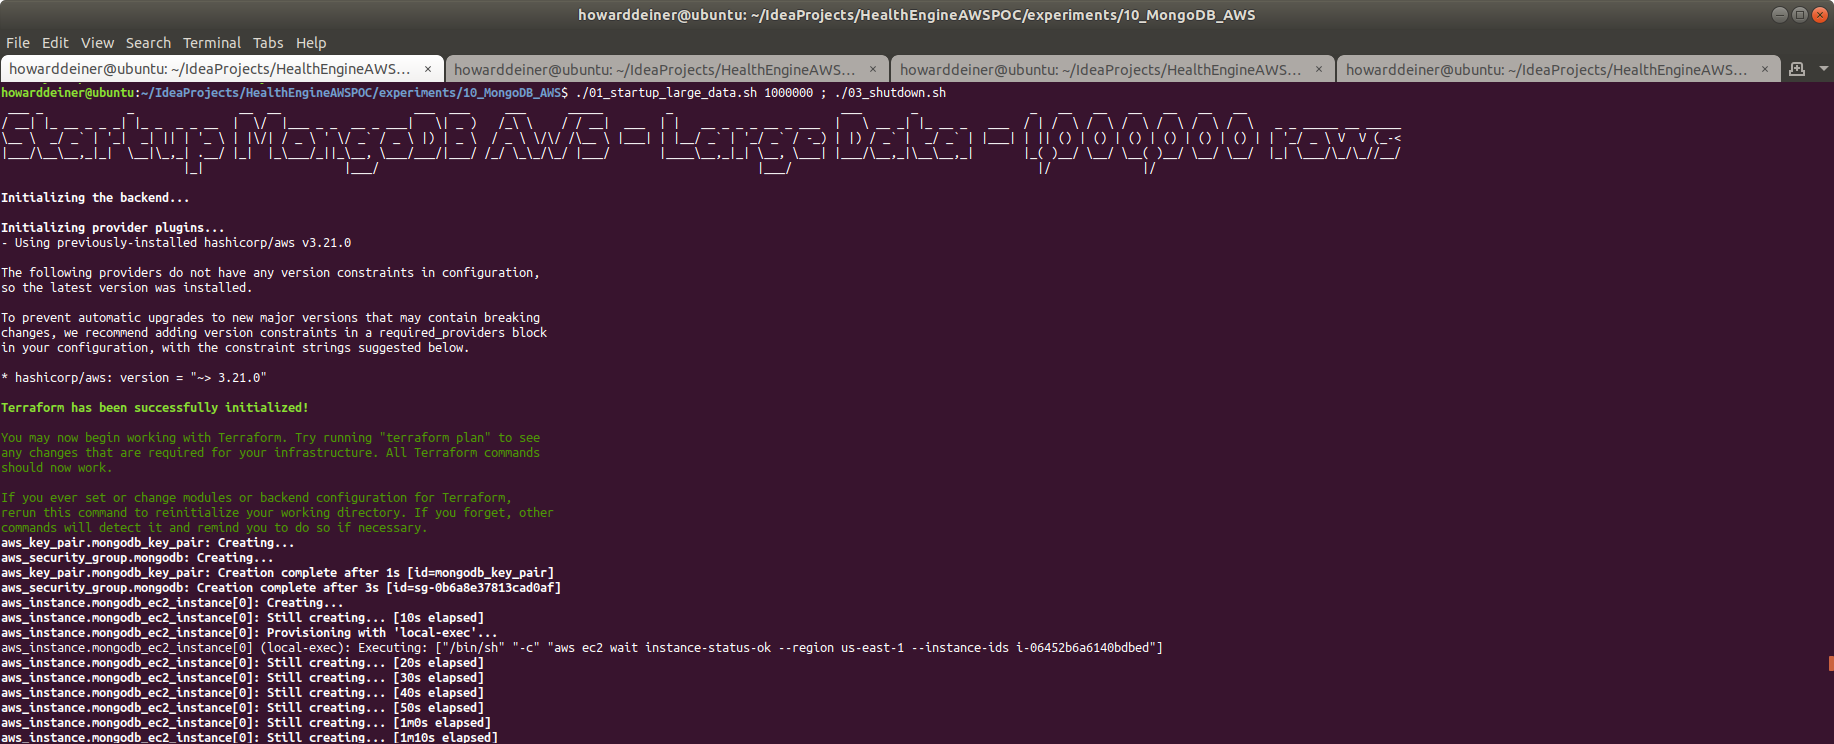 howarddeiner@ubuntu: ~/IdeaProjects/HealthEngineAWSPOC/experiments/10_MongoDB_AWS
File Edit View Search Terminal Tabs Help
howarddeiner@ubuntu: ~/IdeaProjects/HealthEngineAWS... × howarddeiner@ubuntu: ~/IdeaProjects/HealthEngineAWS... × howarddeiner@ubuntu: ~/IdeaProjects/HealthEngineAWS... × howarddeiner@ubuntu: ~/IdeaProjects/HealthEngineAWS... ×
howarddeiner@ubuntu:~/IdeaProjects/HealthEngineAWSPOC/experiments/10_MongoDB_AWS$ ./01_startup_large_data.sh 1000000 ; ./03_shutdown.sh
Startup MongoDB AWS - Large Data - 1,000,000 rows
Initializing the backend...
Initializing provider plugins...
- Using previously-installed hashicorp/aws v3.21.0
The following providers do not have any version constraints in configuration,
so the latest version was installed.
To prevent automatic upgrades to new major versions that may contain breaking
changes, we recommend adding version constraints in a required_providers block
in your configuration, with the constraint strings suggested below.
* hashicorp/aws: version = "~> 3.21.0"
Terraform has been successfully initialized!
You may now begin working with Terraform. Try running "terraform plan" to see
any changes that are required for your infrastructure. All Terraform commands
should now work.
If you ever set or change modules or backend configuration for Terraform,
rerun this command to reinitialize your working directory. If you forget, other
commands will detect it and remind you to do so if necessary.
aws_key_pair.mongodb_key_pair: Creating...
aws_security_group.mongodb: Creating...
aws_key_pair.mongodb_key_pair: Creation complete after 1s [id=mongodb_key_pair]
aws_security_group.mongodb: Creation complete after 3s [id=sg-0b6a8e37813cad0af]
aws_instance.mongodb_ec2_instance[0]: Creating...
aws_instance.mongodb_ec2_instance[0]: Still creating... [10s elapsed]
aws_instance.mongodb_ec2_instance[0]: Provisioning with 'local-exec'...
aws_instance.mongodb_ec2_instance[0] (local-exec): Executing: ["/bin/sh" "-c" "aws ec2 wait instance-status-ok --region us-east-1 --instance-ids i-06452b6a6140bdbed"]
aws_instance.mongodb_ec2_instance[0]: Still creating... [20s elapsed]
aws_instance.mongodb_ec2_instance[0]: Still creating... [30s elapsed]
aws_instance.mongodb_ec2_instance[0]: Still creating... [40s elapsed]
aws_instance.mongodb_ec2_instance[0]: Still creating... [50s elapsed]
aws_instance.mongodb_ec2_instance[0]: Still creating... [1m0s elapsed]
aws_instance.mongodb_ec2_instance[0]: Still creating... [1m10s elapsed]